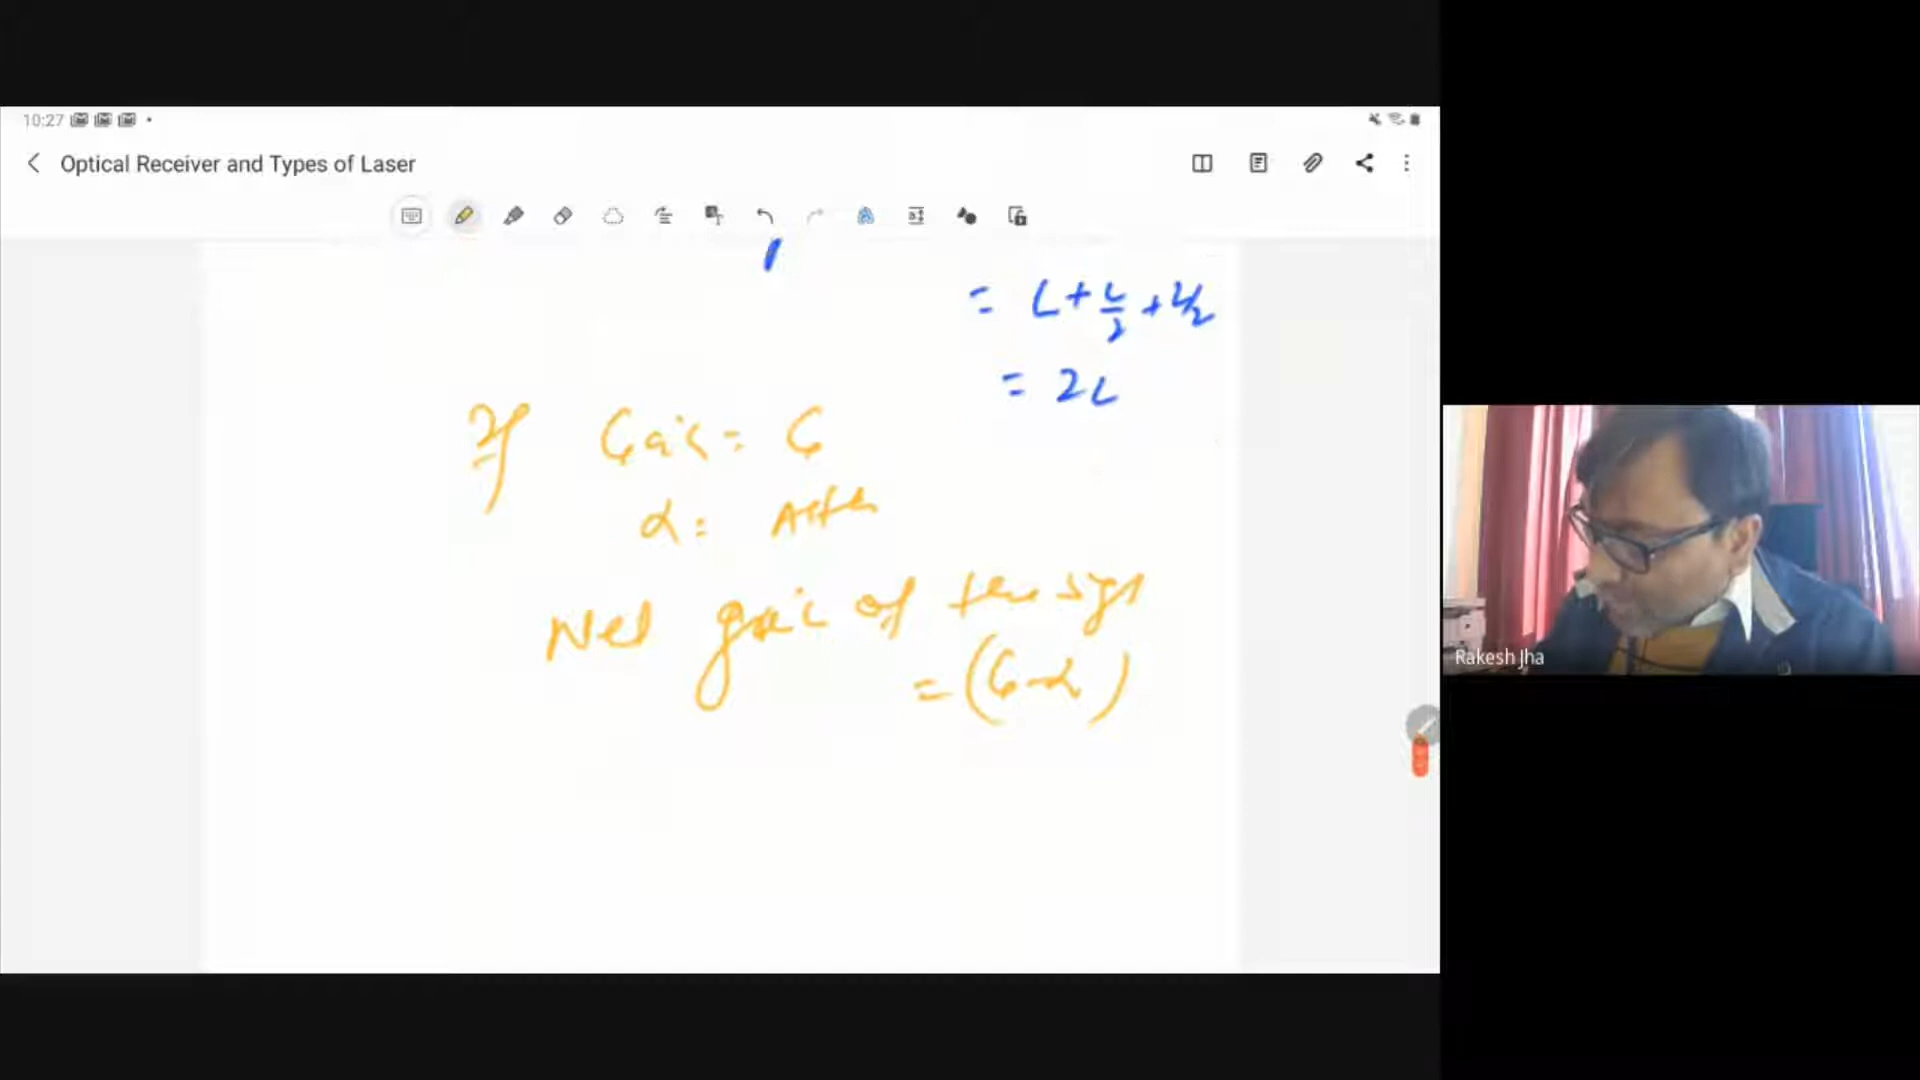 10:27
Optical Receiver and Types of Laser
= L + L/2 + L/2
= 2L
If Gain = G
α = Atten
Net gain of the sys
= (G-α)
Rakesh Jha